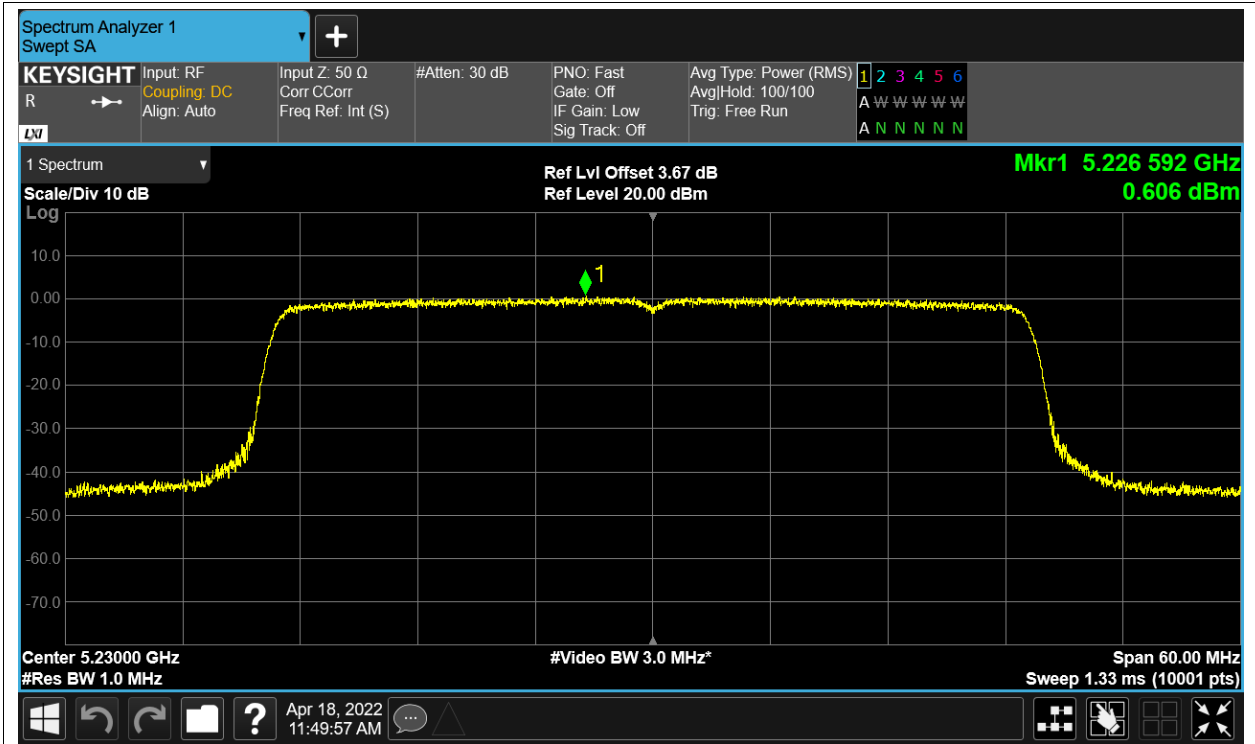 Spectrum Analyzer 1
Swept SA
+
KEYSIGHT
R
LXI
Input: RF
Coupling: DC
Align: Auto
Input Z: 50 Ω
Corr CCorr
Freq Ref: Int (S)
#Atten: 30 dB
PNO: Fast
Gate: Off
IF Gain: Low
Sig Track: Off
Avg Type: Power (RMS)
Avg|Hold: 100/100
Trig: Free Run
1 2 3 4 5 6
A W W W W W
A N N N N N
1 Spectrum
Scale/Div 10 dB
Log
Ref Lvl Offset 3.67 dB
Ref Level 20.00 dBm
Mkr1 5.226 592 GHz
0.606 dBm
10.0
0.00
-10.0
-20.0
-30.0
-40.0
-50.0
-60.0
-70.0
1
Center 5.23000 GHz
#Res BW 1.0 MHz
#Video BW 3.0 MHz*
Span 60.00 MHz
Sweep 1.33 ms (10001 pts)
?
Apr 18, 2022
11:49:57 AM